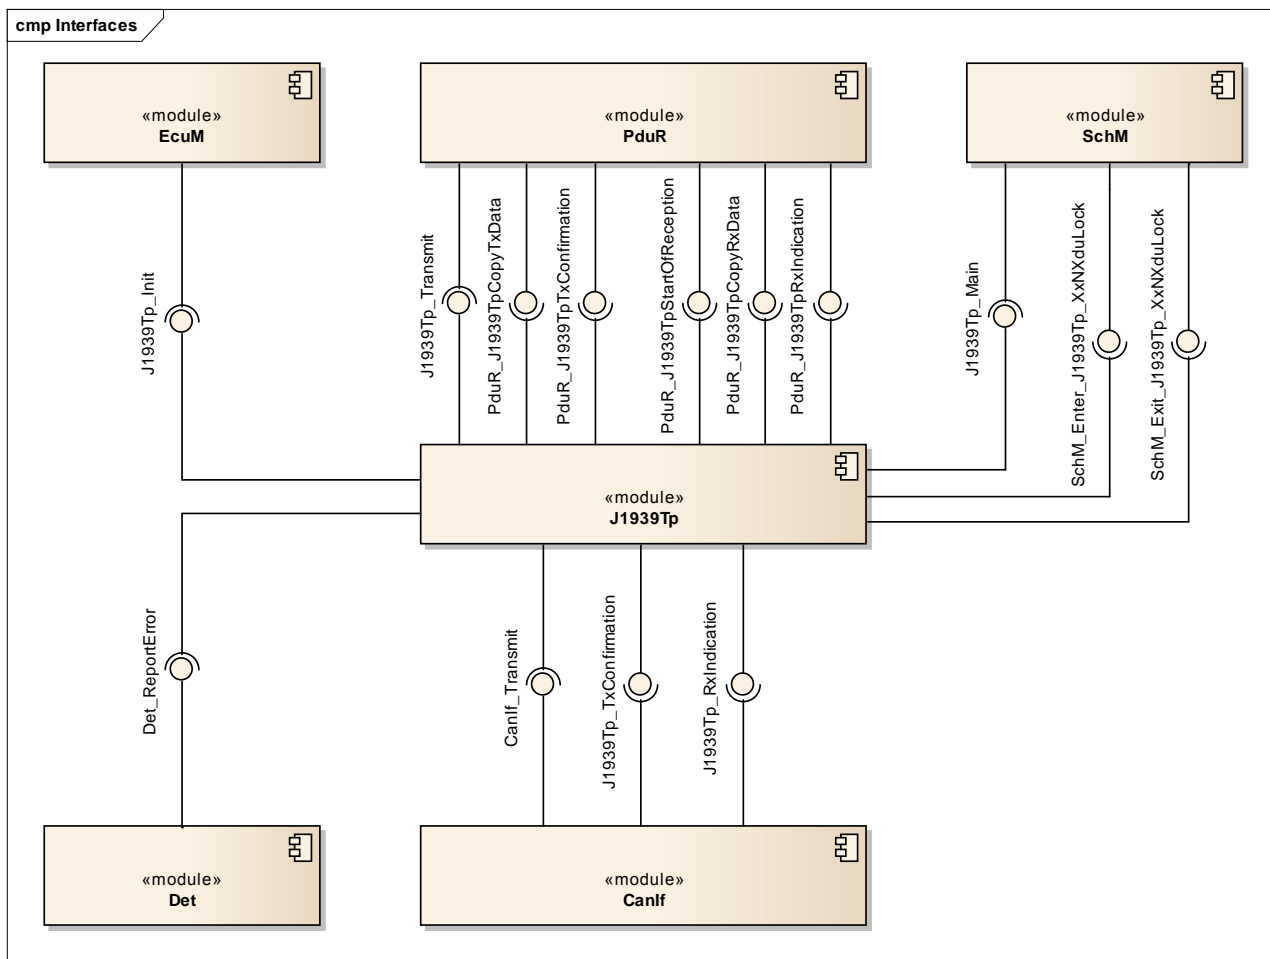 cmp Interfaces
«module»
EcuM
«module»
PduR
«module»
SchM
J1939Tp_Init
J1939Tp_Transmit
PduR_J1939TpCopyTxData
PduR_J1939TpTxConfirmation
PduR_J1939TpStartOfReception
PduR_J1939TpCopyRxData
PduR_J1939TpRxIndication
J1939Tp_Main
SchM_Enter_J1939Tp_XxNXduLock
SchM_Exit_J1939Tp_XxNXduLock
«module»
J1939Tp
Det_ReportError
CanIf_Transmit
J1939Tp_TxConfirmation
J1939Tp_RxIndication
«module»
Det
«module»
CanIf